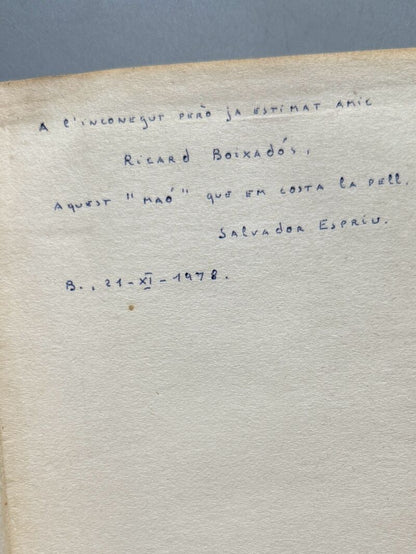 A l'inconegut però ja estimat amic
Ricard Boixadós,
aquest "maó" que em costa la pell.
Salvador Espriu.
B., 21-XI-1978.